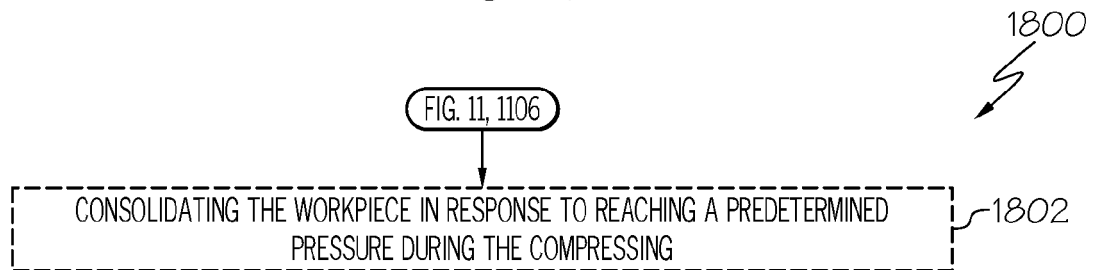 1800
FIG. 11, 1106
CONSOLIDATING THE WORKPIECE IN RESPONSE TO REACHING A PREDETERMINED
PRESSURE DURING THE COMPRESSING
1802